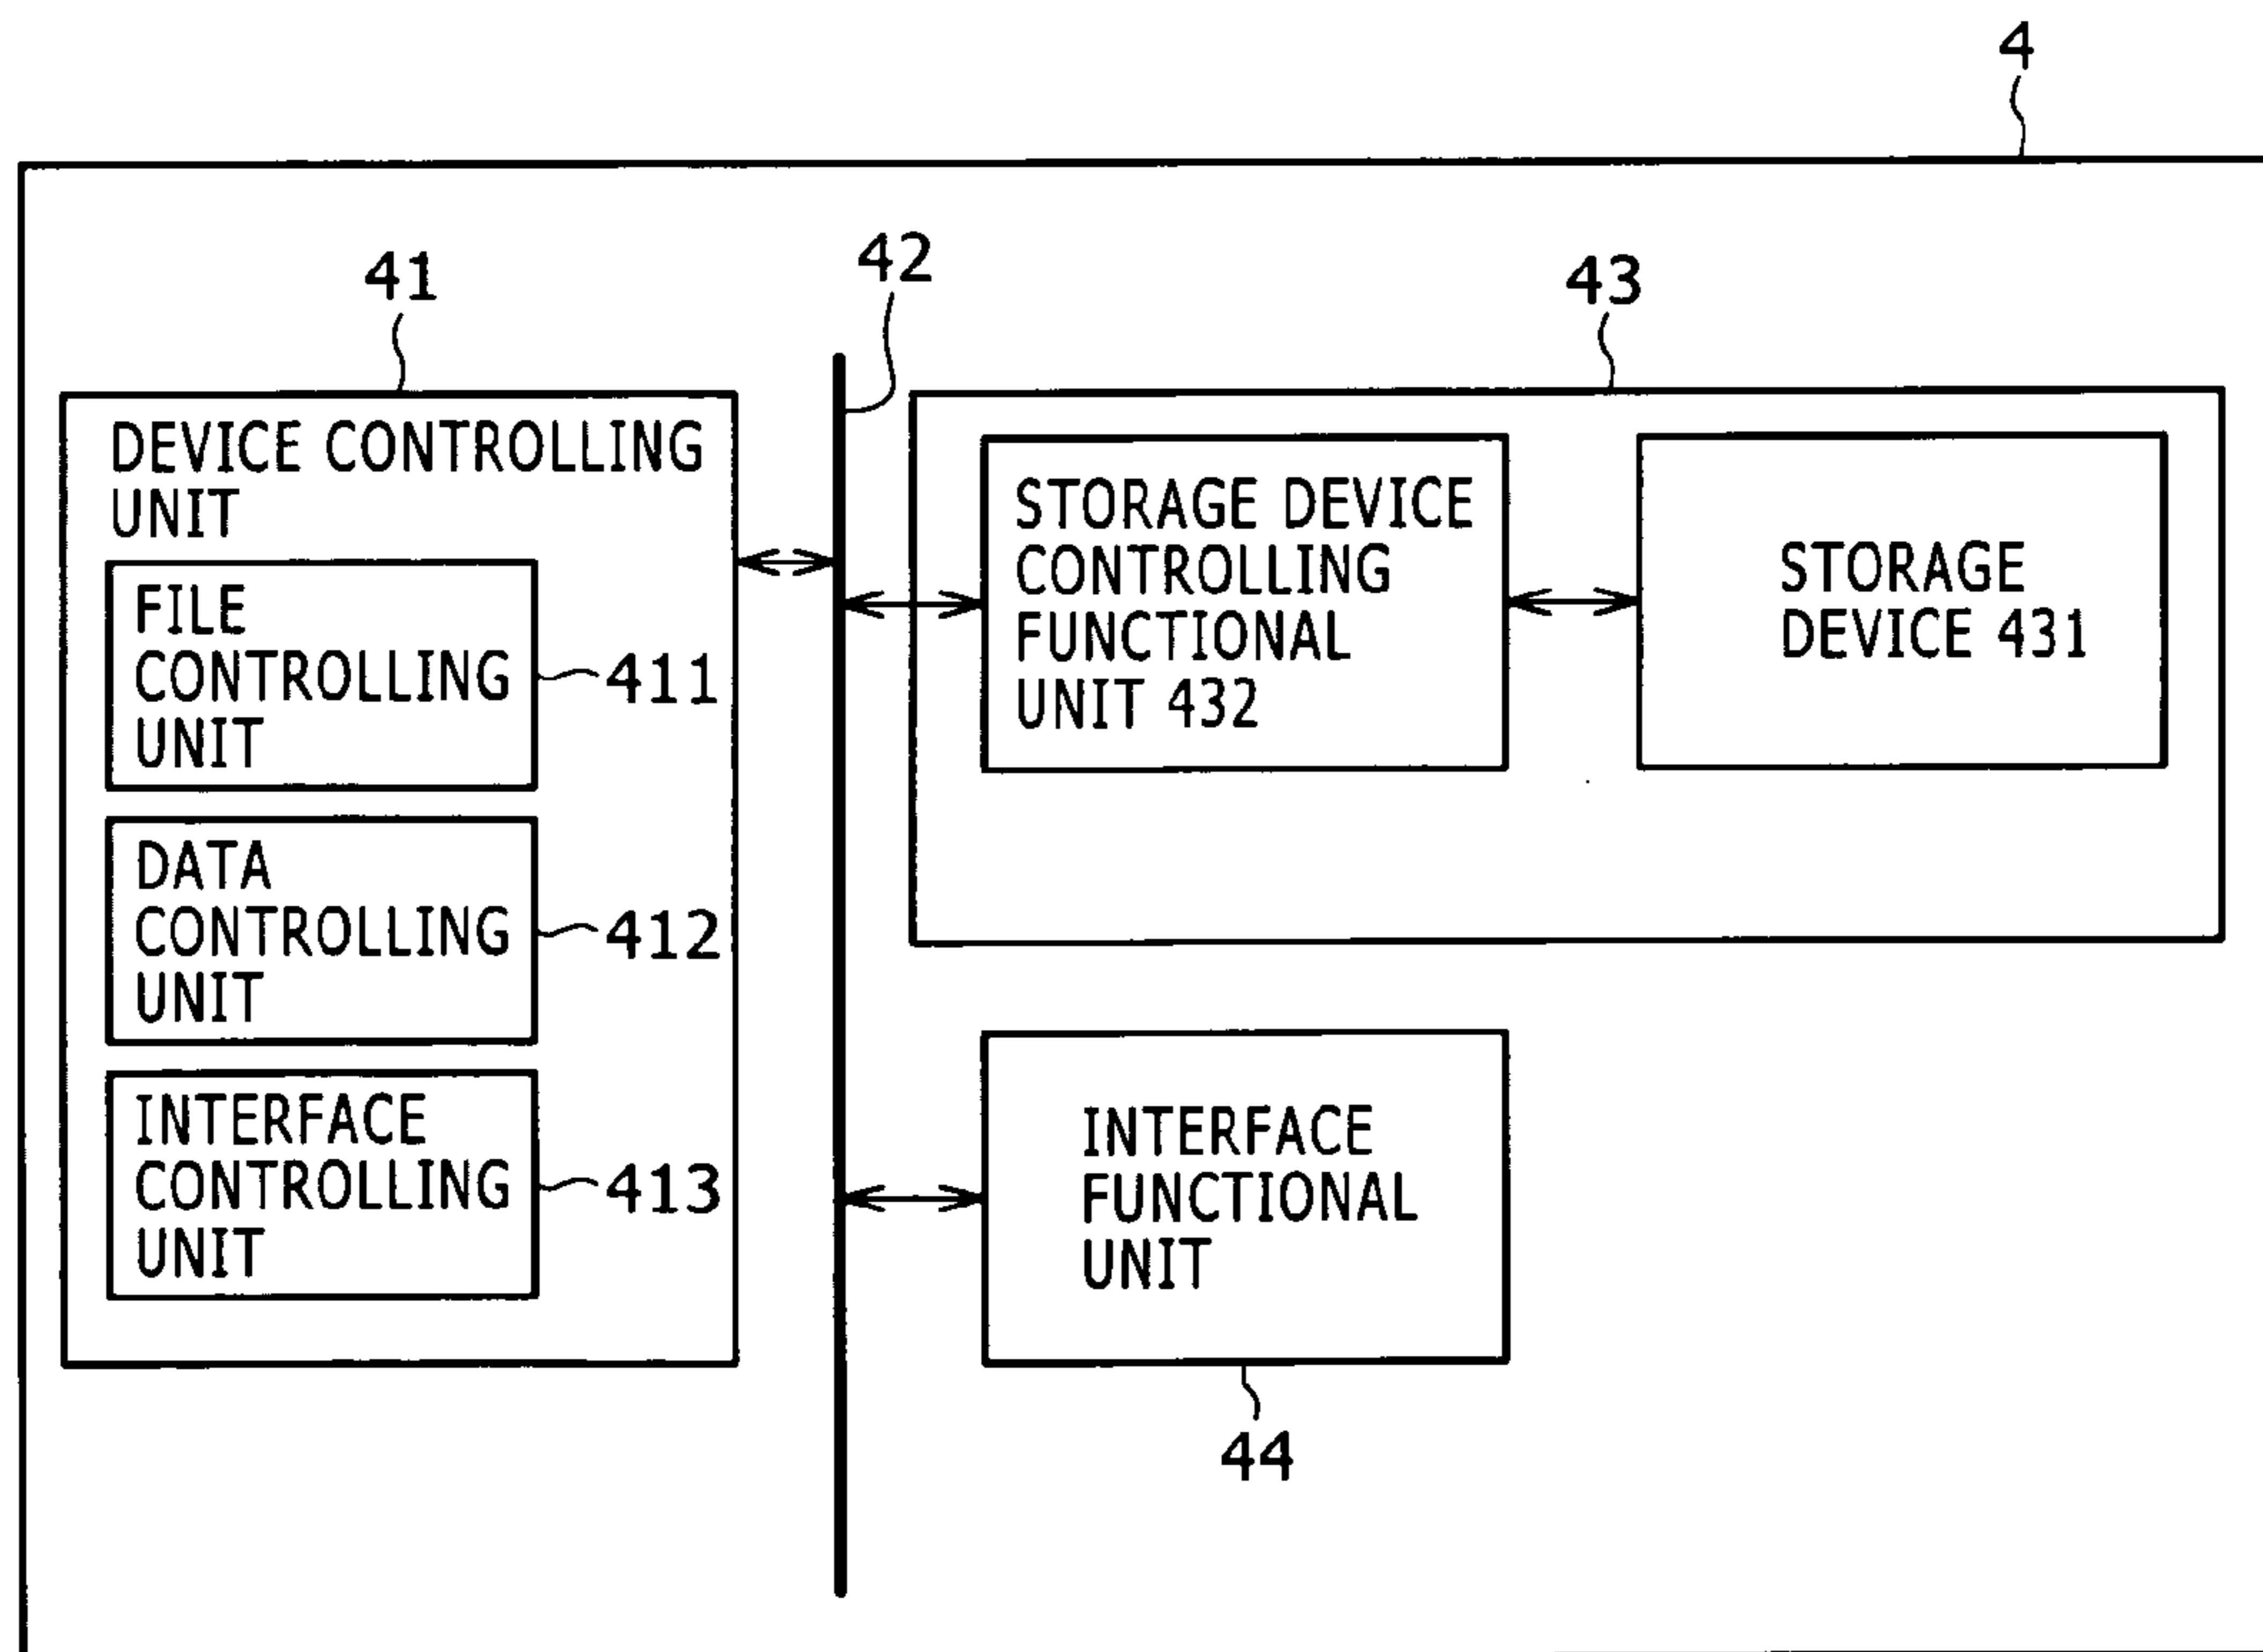 4
41
42
43
DEVICE CONTROLLING
UNIT
FILE
CONTROLLING
UNIT
411
DATA
CONTROLLING
UNIT
412
INTERFACE
CONTROLLING
UNIT
413
STORAGE DEVICE
CONTROLLING
FUNCTIONAL
UNIT 432
STORAGE
DEVICE 431
INTERFACE
FUNCTIONAL
UNIT
44